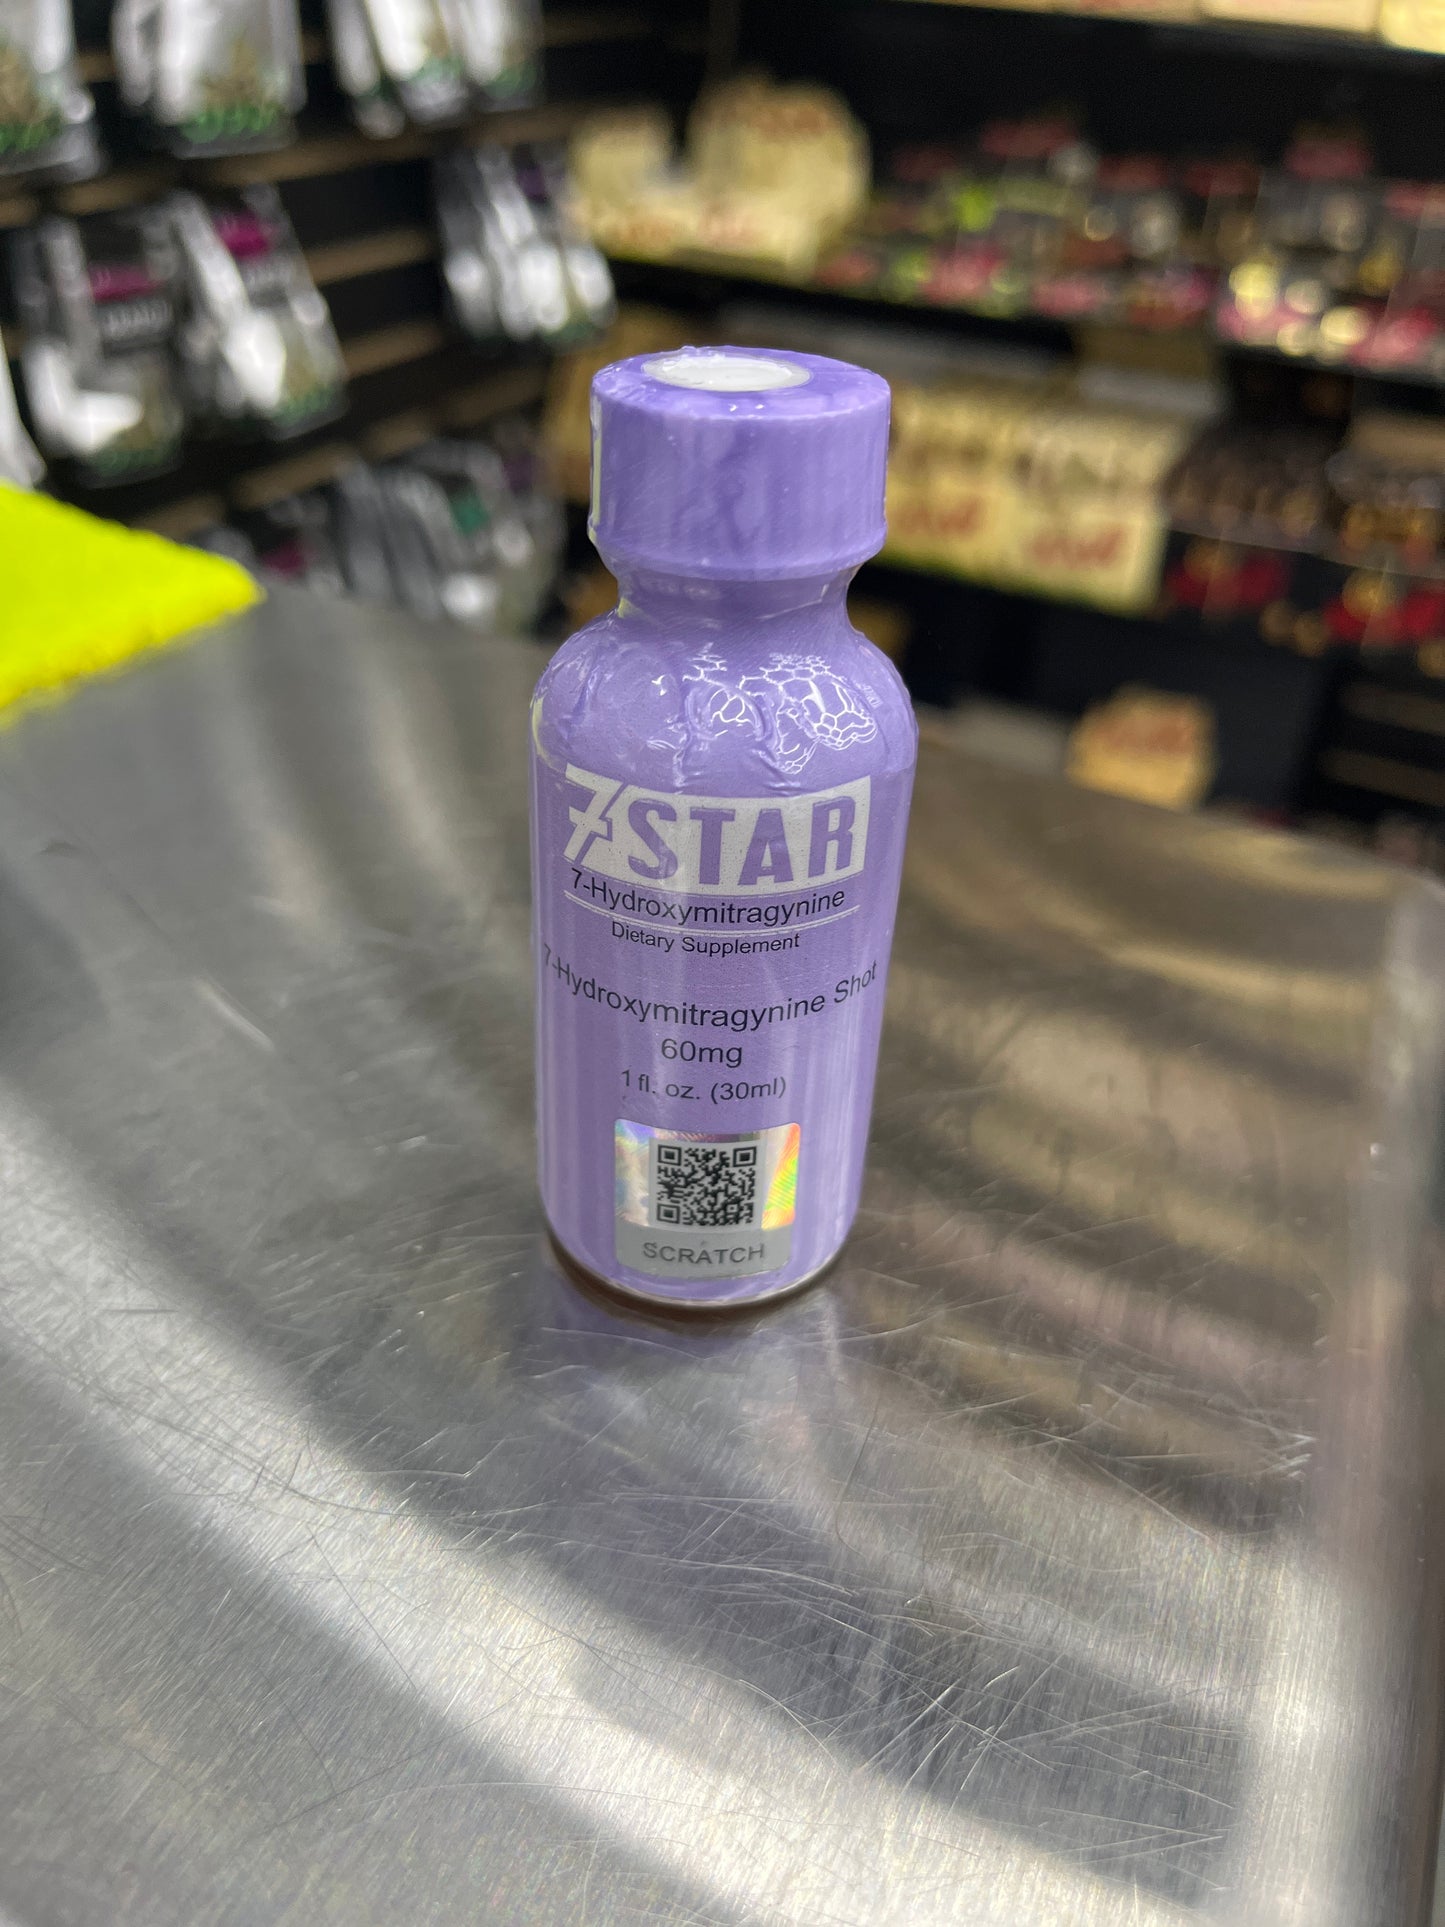 7STAR
7-Hydroxymitragynine
Dietary Supplement
7-Hydroxymitragynine Shot
60mg
1 fl. oz. (30ml)
SCRATCH